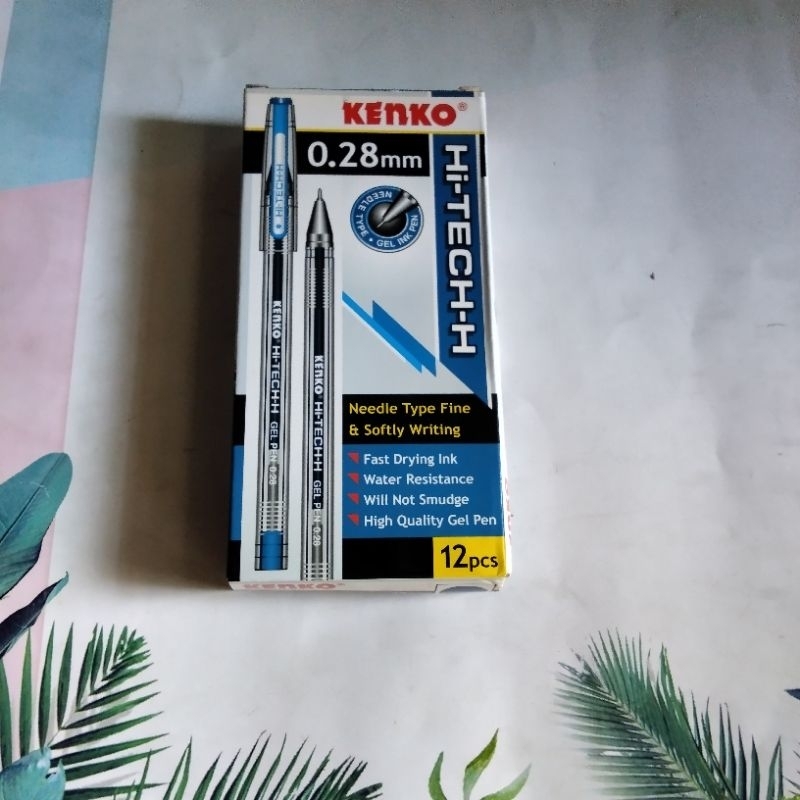 KENKO®
0.28mm
Hi-TECH-H
NEEDLE TYPE • GEL INK PEN
HI-TECH-H
KENKO HI-TECH-H GEL PEN 0.28
KENKO HI-TECH-H GEL PEN 0.28
Needle Type Fine
& Softly Writing
Fast Drying Ink
Water Resistance
Will Not Smudge
High Quality Gel Pen
12pcs
KENKO